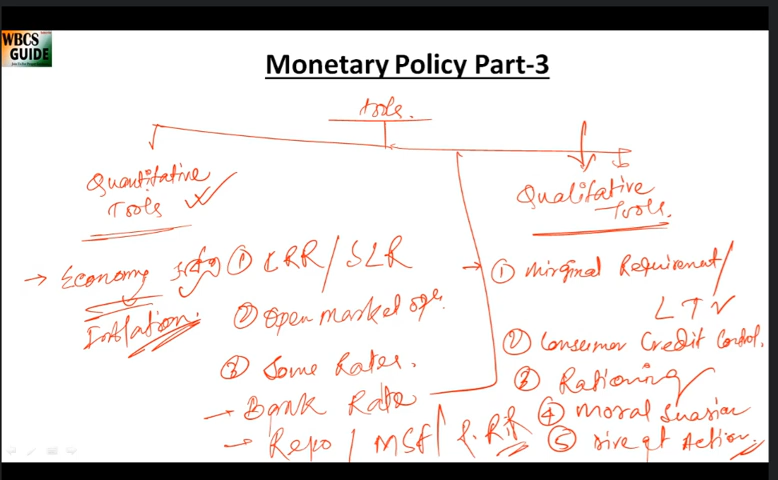 WBCS
GUIDE
Monetary Policy Part-3
tools.
Quantitative
Tools
→ Economy
Inflation.
① CRR / SLR
② Open Market Ope.
③ Some Rates.
→ Bank Rate
→ Repo / MSF / R.R.R
Qualitative
Tools.
→ ① Marginal Requirement /
LTV
② Consumer Credit Control.
③ Rationing
④ Moral Suasion
⑤ Direct Action.